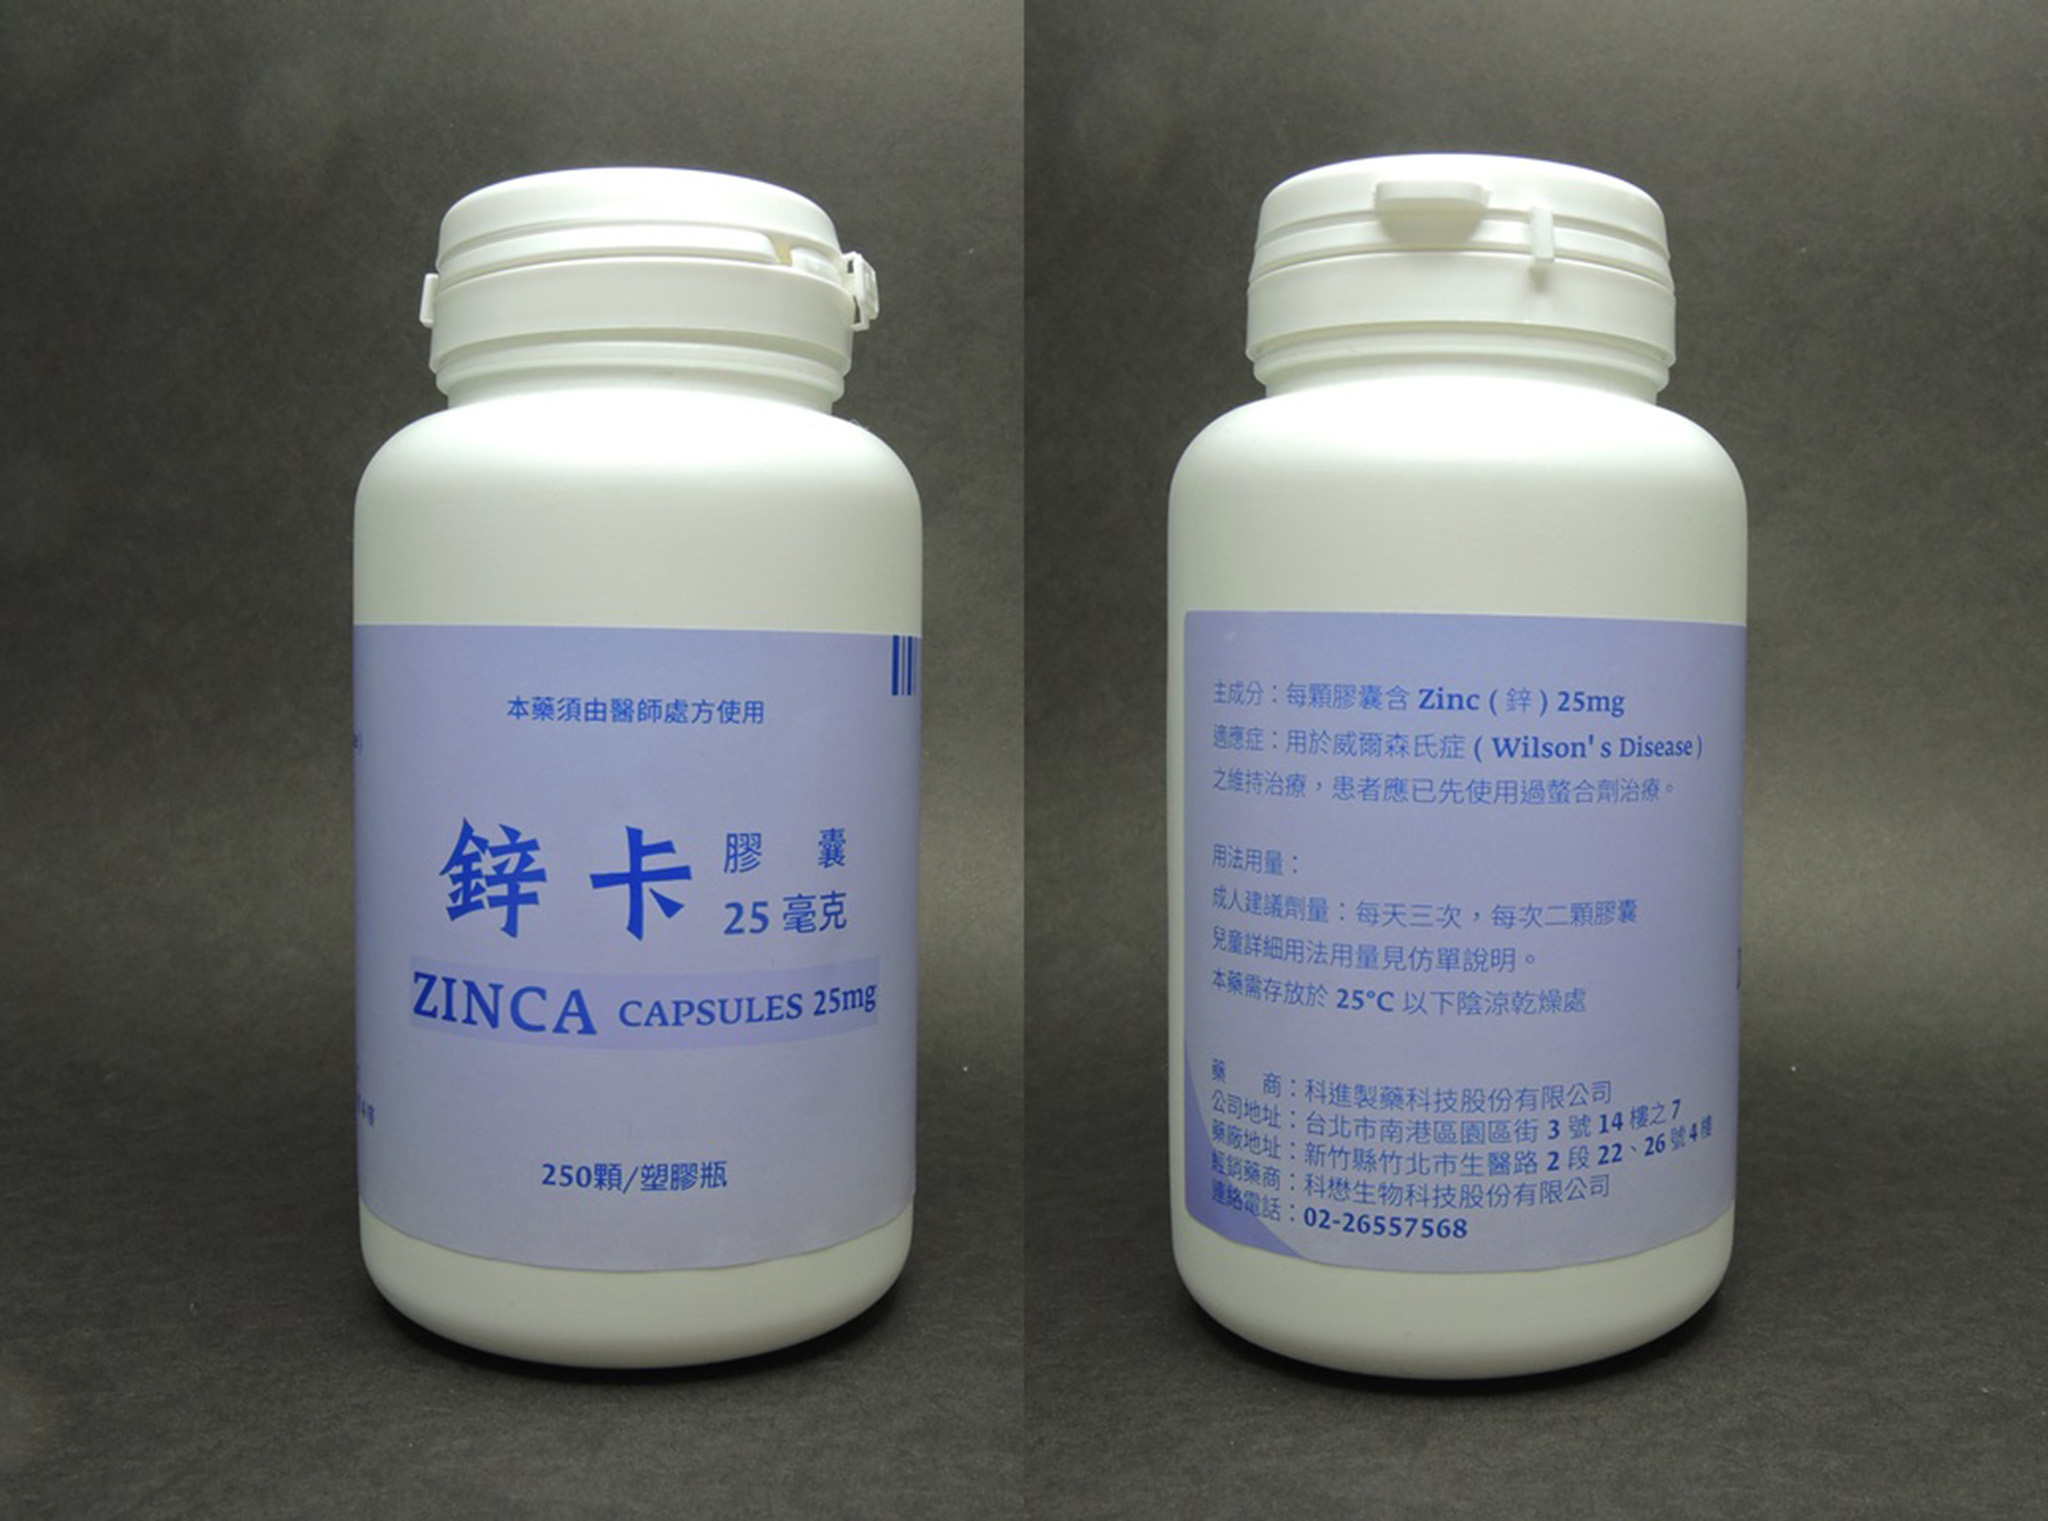 本藥須由醫師處方使用
鋅卡 膠囊
25 毫克
ZINCA CAPSULES 25mg
250顆/塑膠瓶
4樓
主成分：每顆膠囊含 Zinc ( 鋅 ) 25mg
適應症：用於威爾森氏症 ( Wilson's Disease )
之維持治療，患者應已先使用過螯合劑治療。
用法用量：
成人建議劑量：每天三次，每次二顆膠囊
兒童詳細用法用量見仿單說明。
本藥需存放於 25°C 以下陰涼乾燥處
藥　商：科進製藥科技股份有限公司
公司地址：台北市南港區園區街 3 號 14 樓之 7
藥廠地址：新竹縣竹北市生醫路 2 段 22、26 號 4 樓
經銷藥商：科懋生物科技股份有限公司
連絡電話：02-26557568